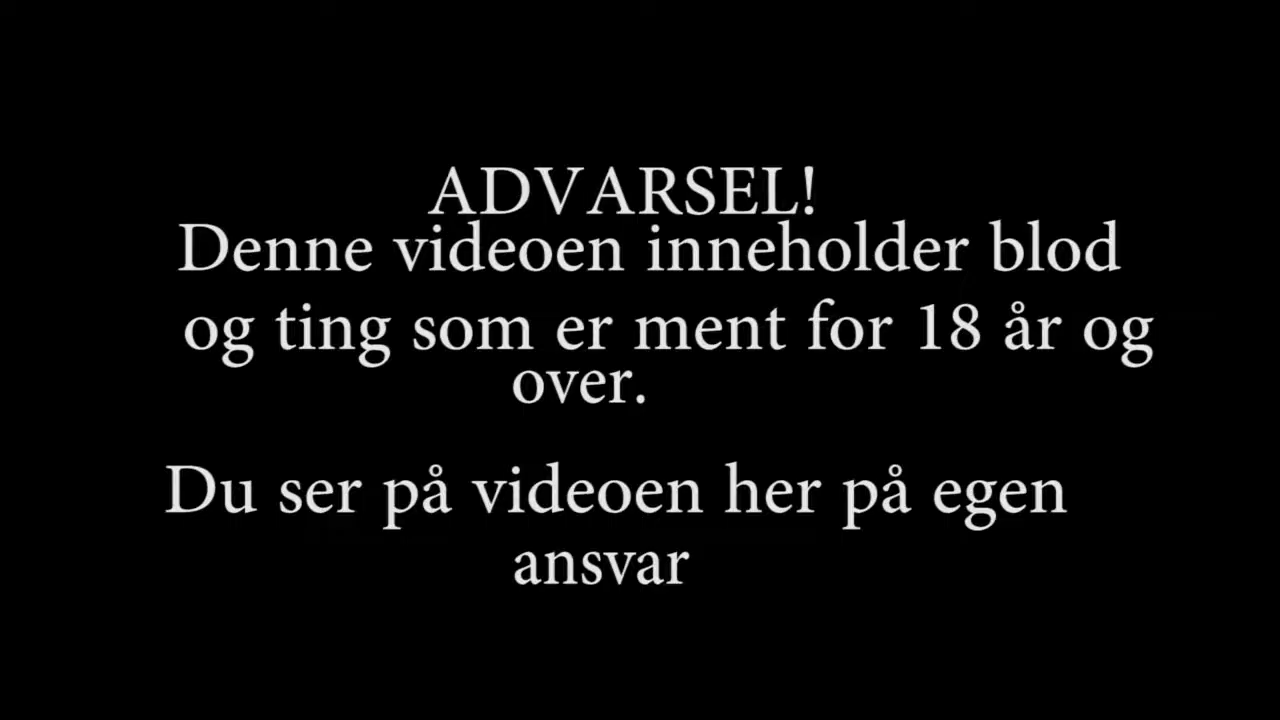 ADVARSEL!
Denne videoen inneholder blod
og ting som er ment for 18 år og
over.
Du ser på videoen her på egen
ansvar